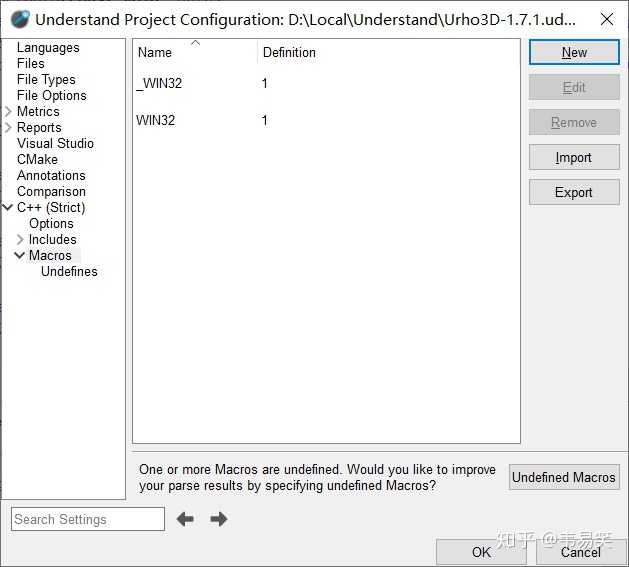 Understand Project Configuration: D:\Local\Understand\Urho3D-1.7.1.ud...
Languages
Files
File Types
File Options
Metrics
Reports
Visual Studio
CMake
Annotations
Comparison
C++ (Strict)
Options
Includes
Macros
Undefines
Name Definition
_WIN32 1
WIN32 1
New
Edit
Remove
Import
Export
One or more Macros are undefined. Would you like to improve
your parse results by specifying undefined Macros?
Undefined Macros
Search Settings
知乎 @韦易笑
OK Cancel